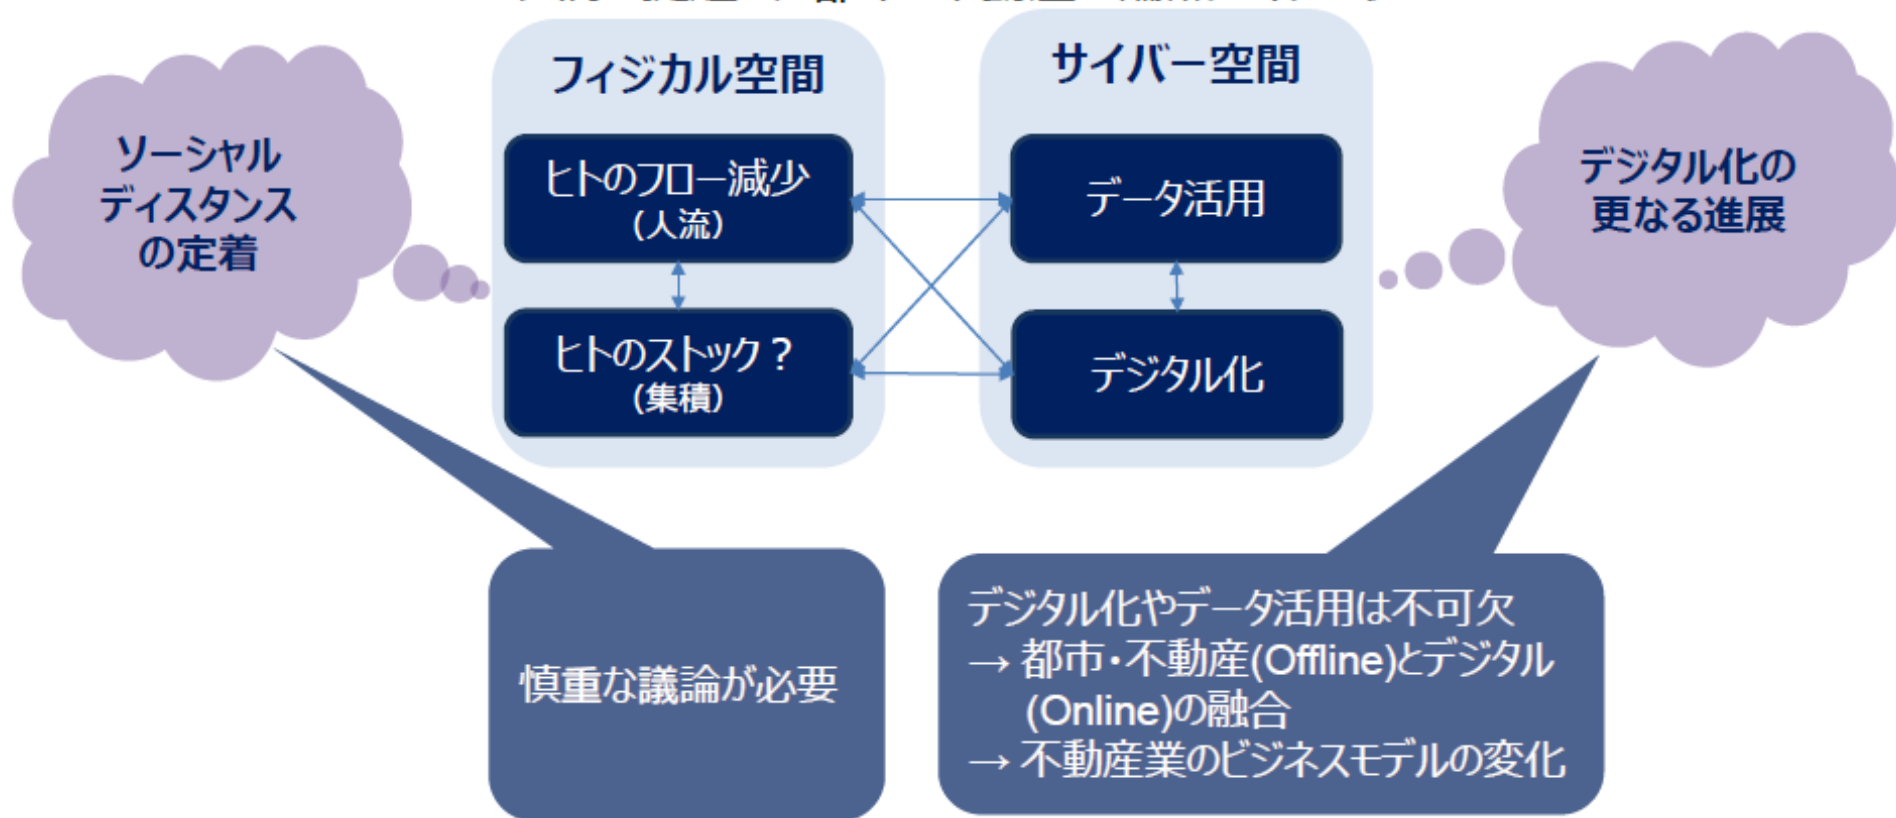 フィジカル空間
サイバー空間
ソーシャル
ディスタンス
の定着
ヒトのフロー減少
(人流)
データ活用
デジタル化の
更なる進展
ヒトのストック？
(集積)
デジタル化
慎重な議論が必要
デジタル化やデータ活用は不可欠
→ 都市・不動産(Offline)とデジタル
(Online)の融合
→ 不動産業のビジネスモデルの変化